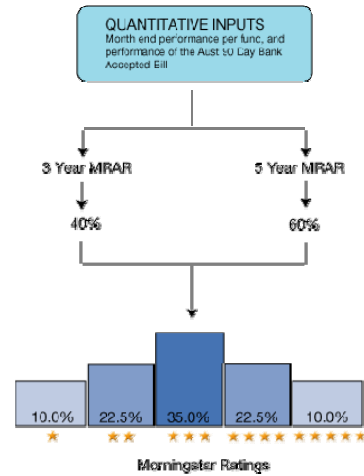 QUANTITATIVE INPUTS
Month end performance per fund, and
performance of the Aust 90 Day Bank
Accepted Bill
3 Year MRAR
5 Year MRAR
40%
60%
10.0%
22.5%
35.0%
22.5%
10.0%
★
★★
★★★
★★★★
★★★★★
Morningstar Ratings